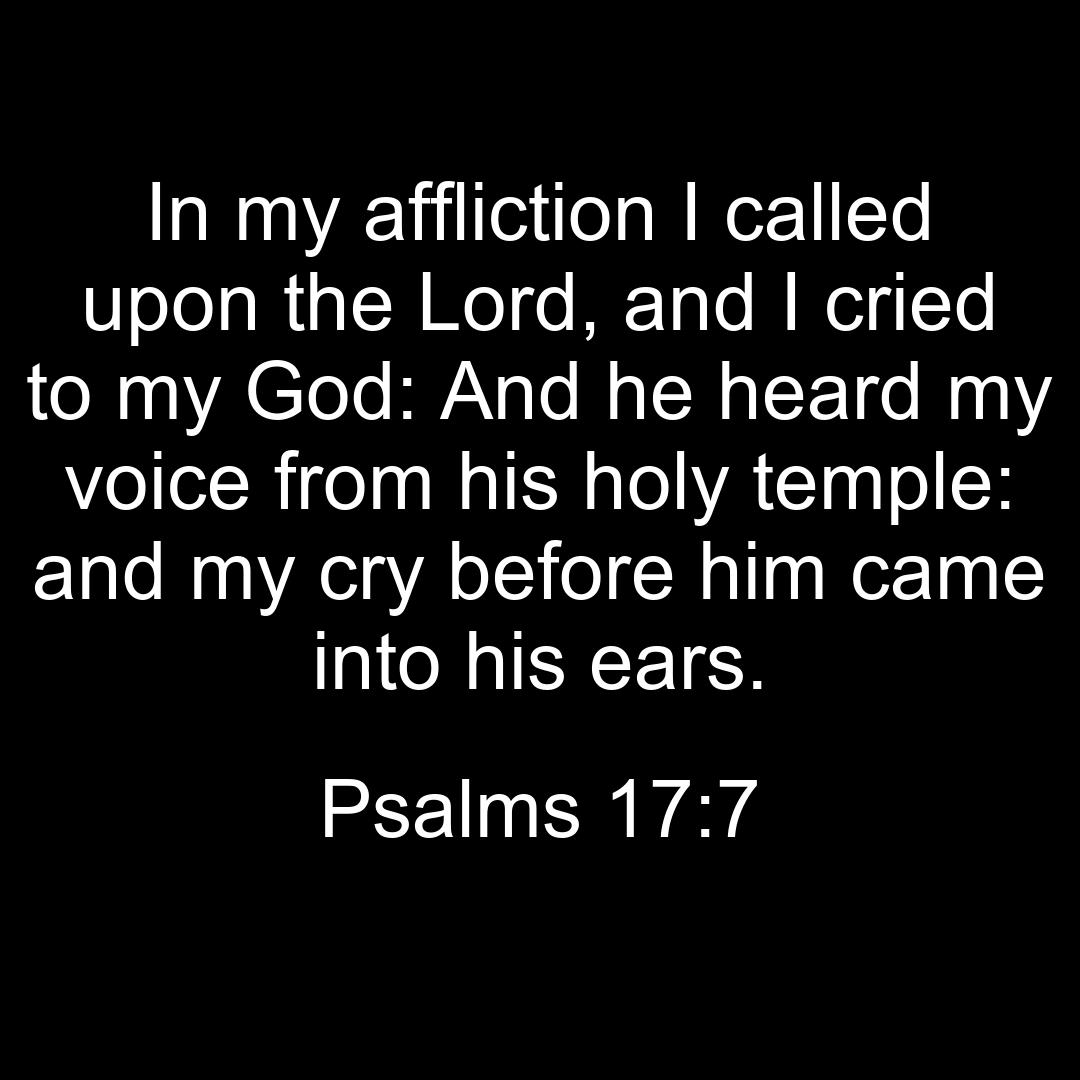 In my affliction I called
upon the Lord, and I cried
to my God: And he heard my
voice from his holy temple:
and my cry before him came
into his ears.
Psalms 17:7